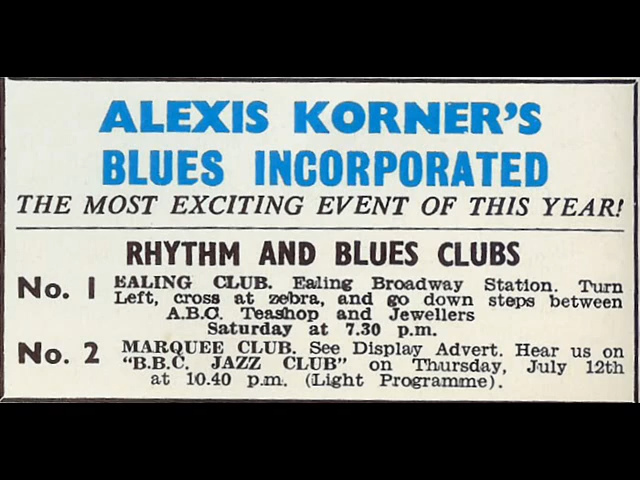 ALEXIS KORNER'S
BLUES INCORPORATED
THE MOST EXCITING EVENT OF THIS YEAR!
RHYTHM AND BLUES CLUBS
No. 1 EALING CLUB. Ealing Broadway Station. Turn
Left, cross at zebra, and go down steps between
A.B.C. Teashop and Jewellers
Saturday at 7.30 p.m.
No. 2 MARQUEE CLUB. See Display Advert. Hear us on
"B.B.C. JAZZ CLUB" on Thursday, July 12th
at 10.40 p.m. (Light Programme).